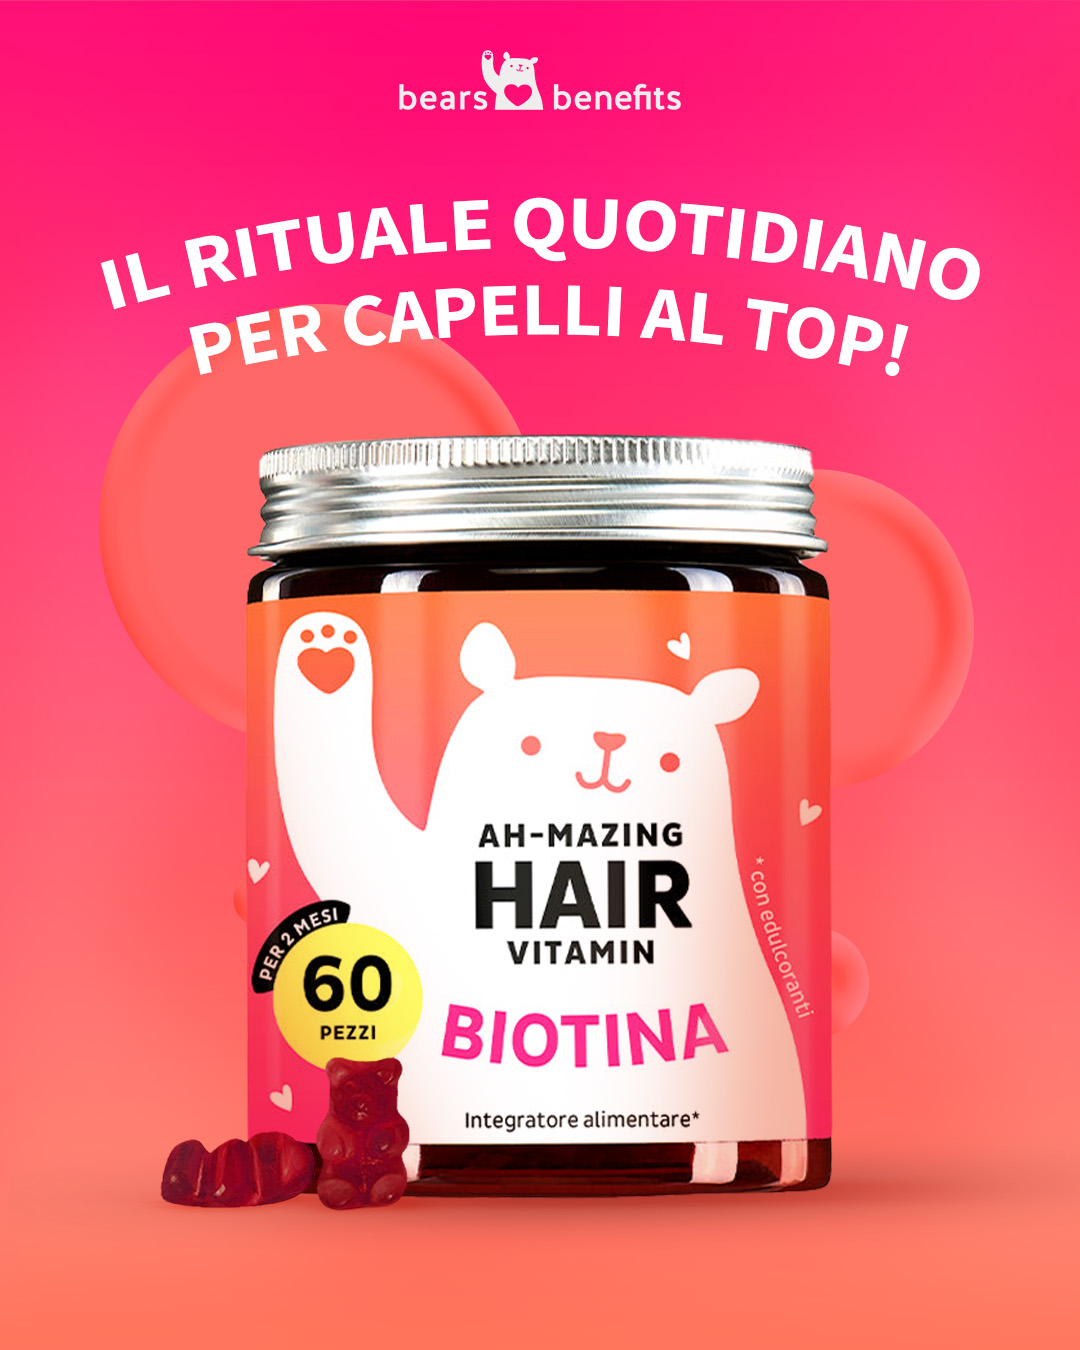 bears benefits
IL RITUALE QUOTIDIANO
PER CAPELLI AL TOP!
AH-MAZING
HAIR
VITAMIN
* con edulcoranti
PER 2 MESI
60
PEZZI
BIOTINA
Integratore alimentare*